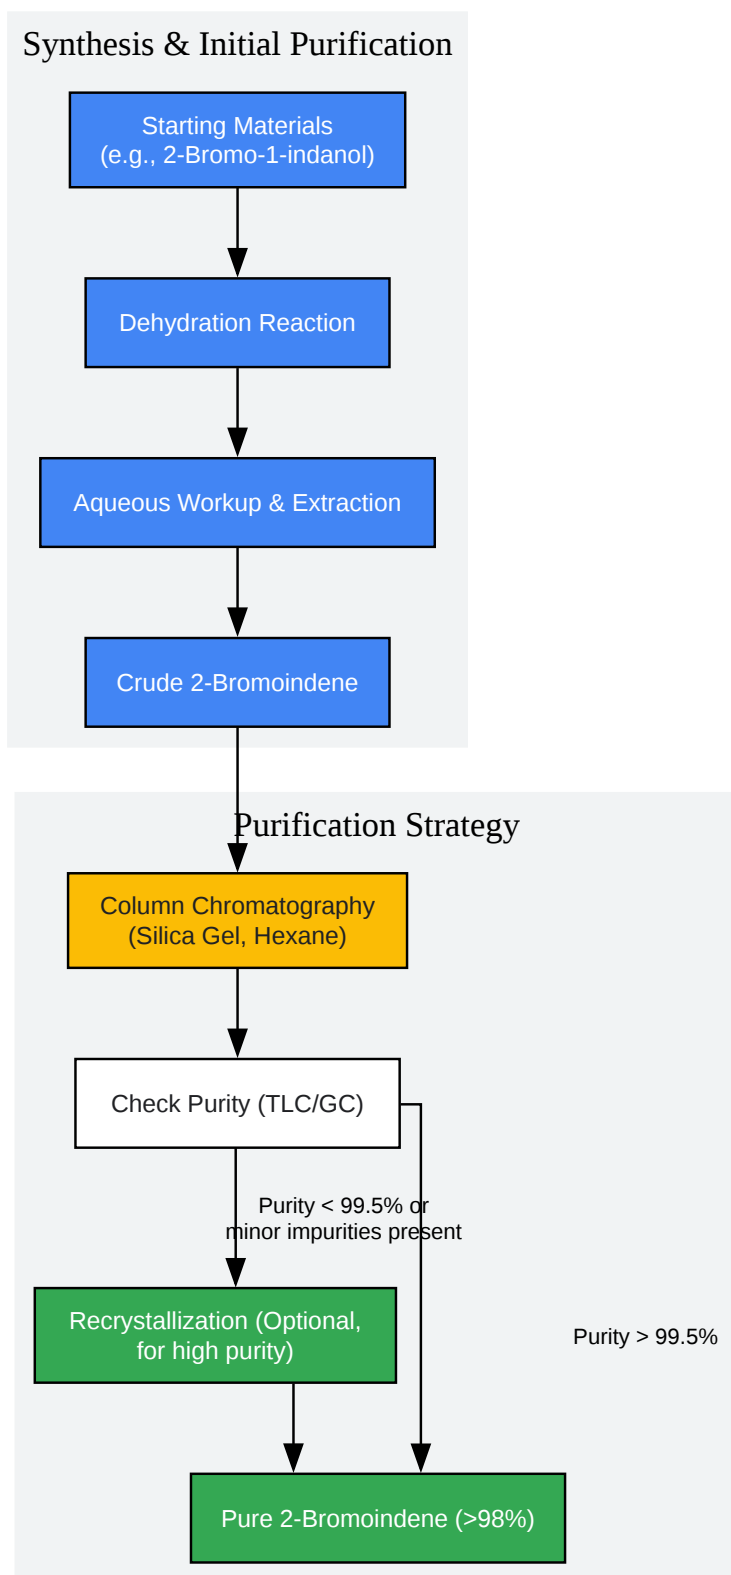 Synthesis & Initial Purification
Starting Materials
(e.g., 2-Bromo-1-indanol)
Dehydration Reaction
Aqueous Workup & Extraction
Crude 2-Bromoindene
Purification Strategy
Column Chromatography
(Silica Gel, Hexane)
Check Purity (TLC/GC)
Purity < 99.5% or
minor impurities present
Recrystallization (Optional,
for high purity)
Purity > 99.5%
Pure 2-Bromoindene (>98%)